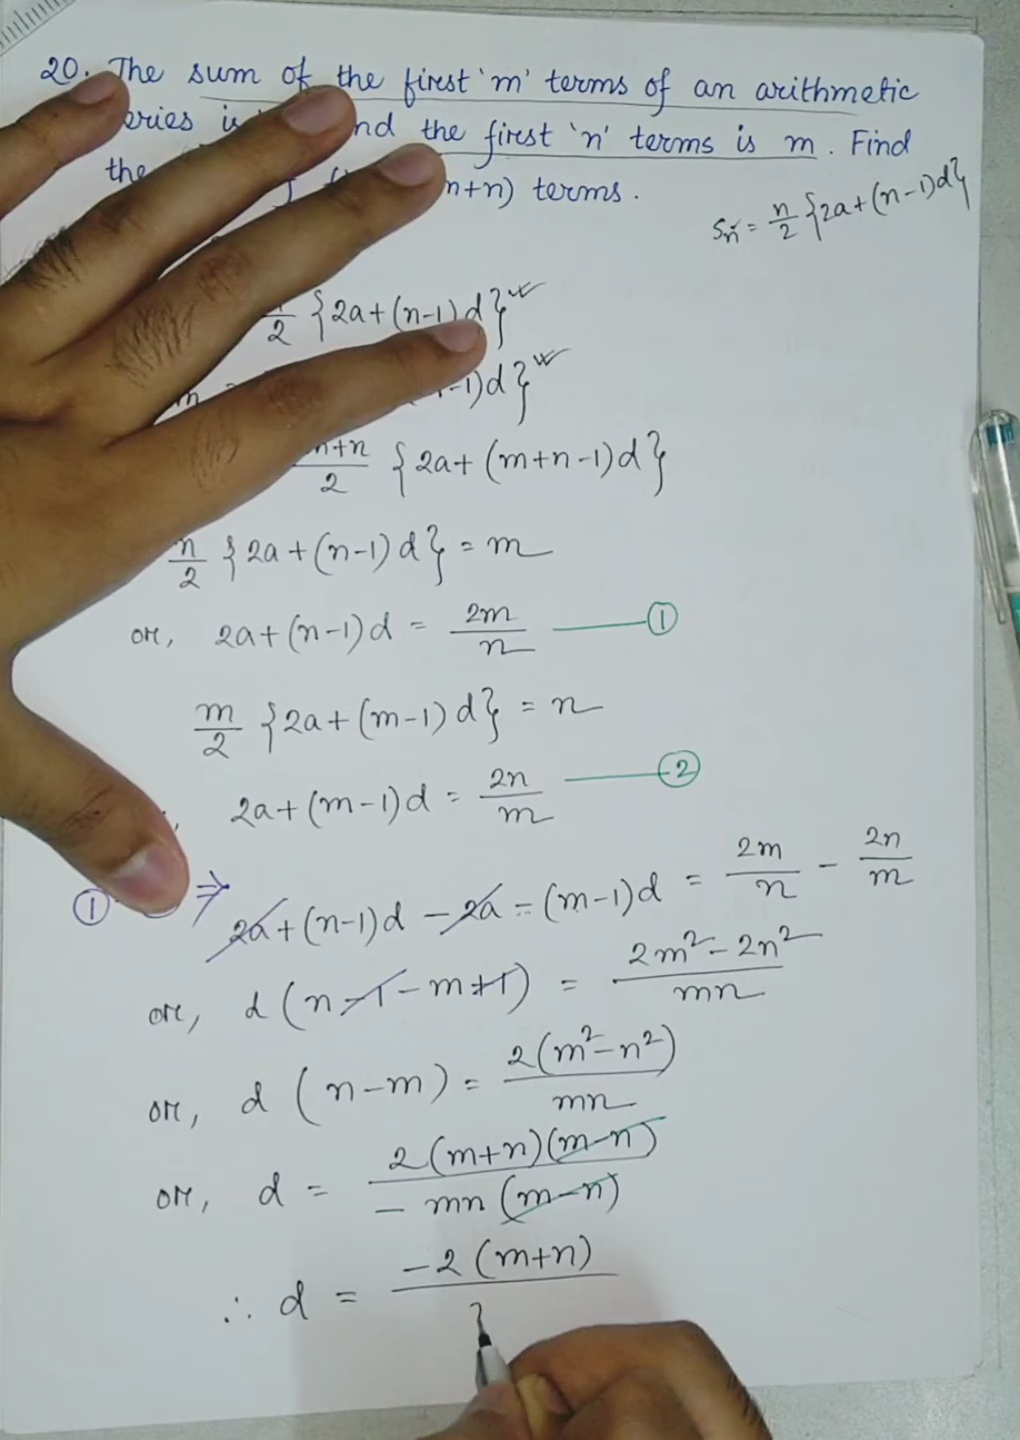 20. The sum of the first 'm' terms of an arithmetic
eries is nd the first 'n' terms is m. Find
the n+n) terms.
Sn = n/2 {2a+(n-1)d}
/2 {2a+(n-1)d}
m -1)d}
m+n/2 {2a+(m+n-1)d}
n/2 {2a+(n-1)d} = m
or, 2a+(n-1)d = 2m/n ——— ①
m/2 {2a+(m-1)d} = n
2a+(m-1)d = 2n/m ——— ②
① ⇒ 2a+(n-1)d - 2a - (m-1)d = 2m/n - 2n/m
or, d(n-1-m+1) = 2m²-2n²/mn
or, d(n-m) = 2(m²-n²)/mn
or, d = 2(m+n)(m-n)/-mn(m-n)
∴ d = -2(m+n)/